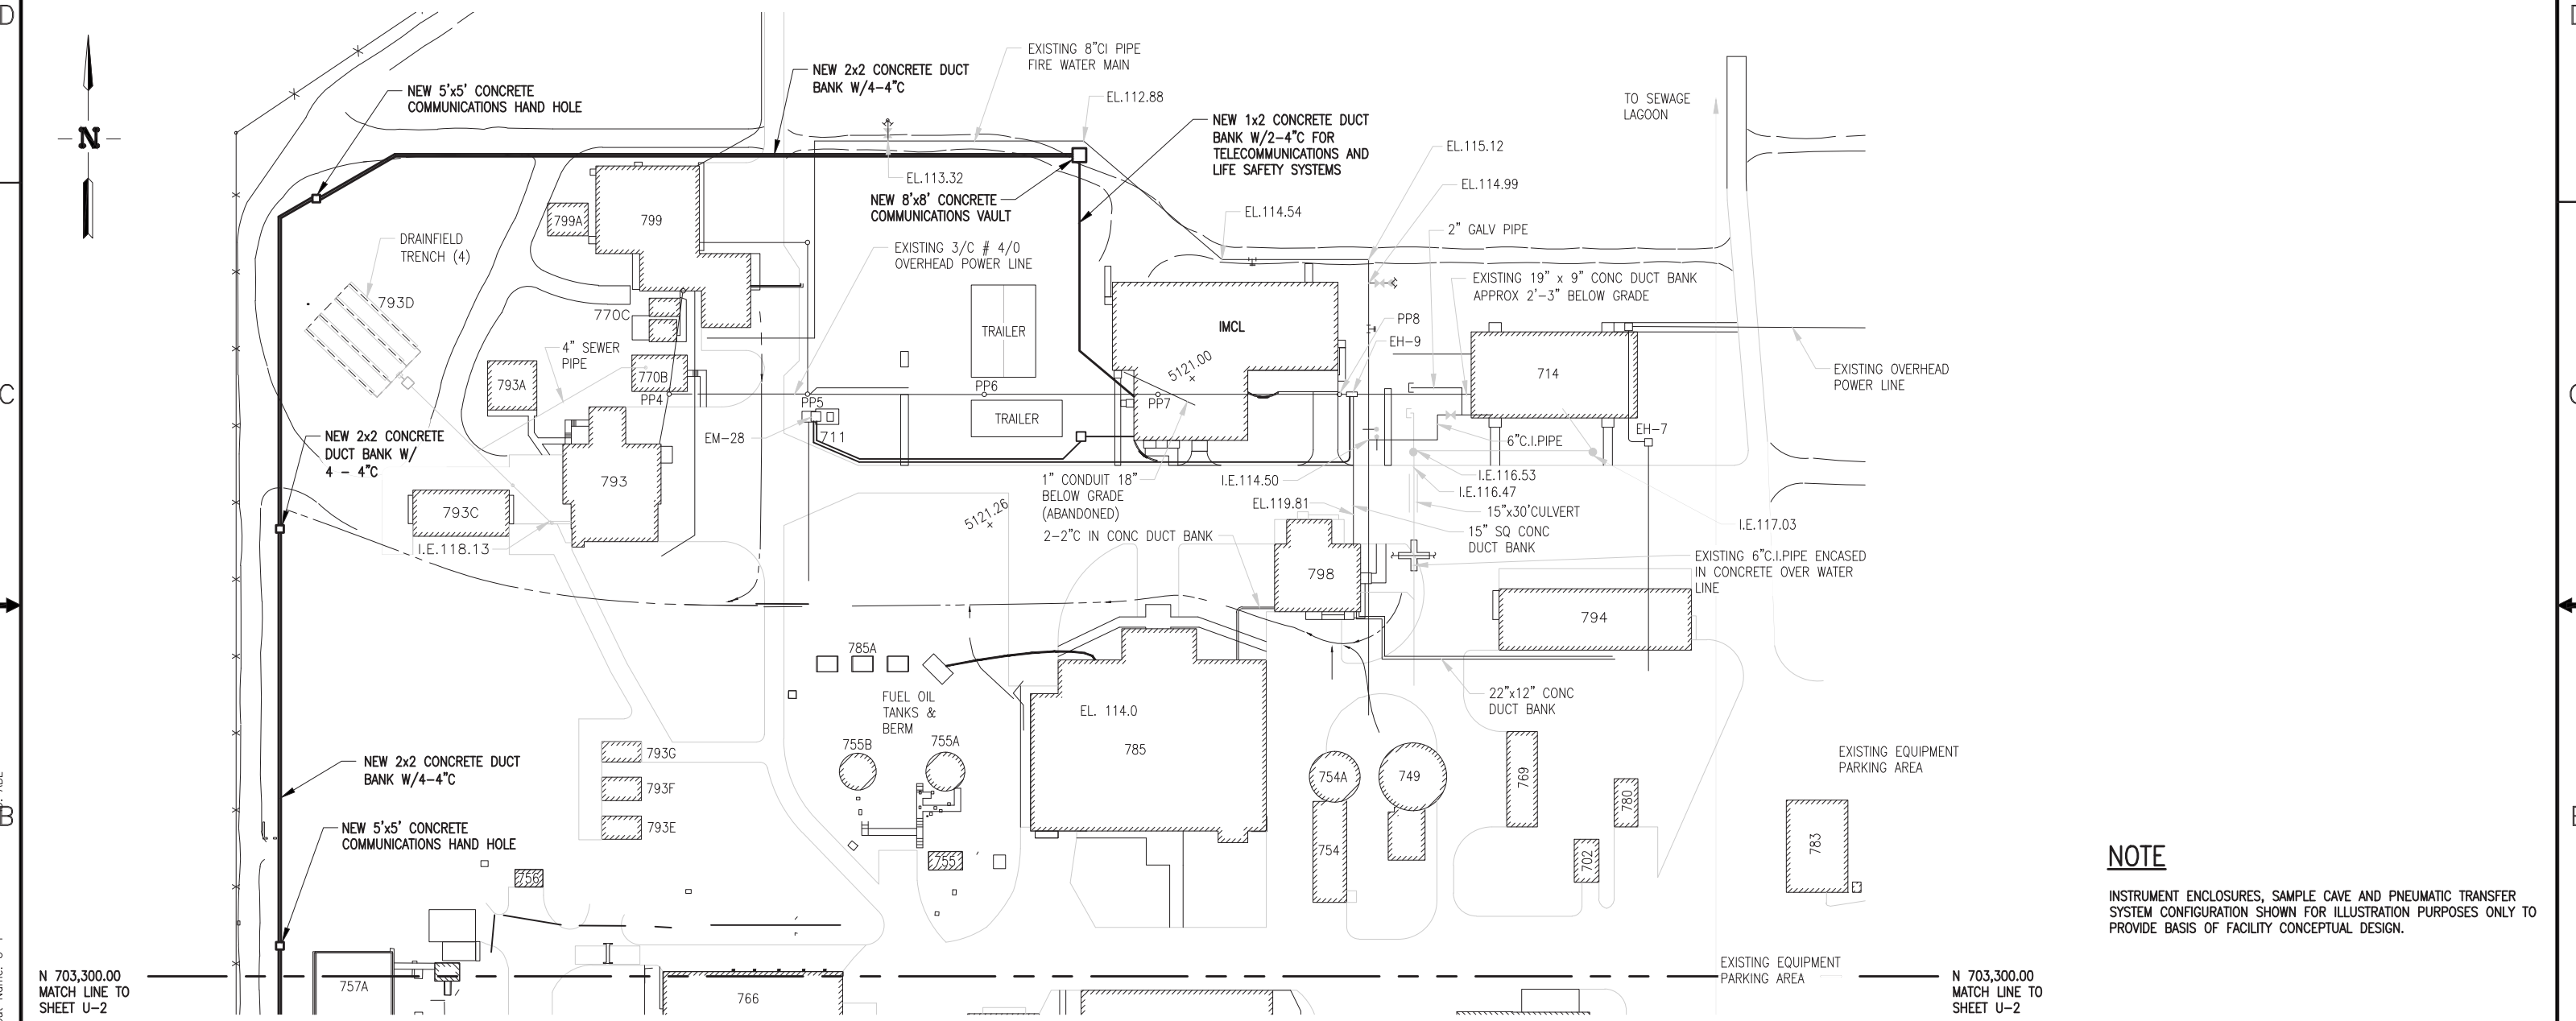 D
EXISTING 8"CI PIPE
FIRE WATER MAIN
NEW 2x2 CONCRETE DUCT
BANK W/4-4"C
NEW 5'x5' CONCRETE
COMMUNICATIONS HAND HOLE
EL.112.88
TO SEWAGE
LAGOON
NEW 1x2 CONCRETE DUCT
BANK W/2-4"C FOR
TELECOMMUNICATIONS AND
LIFE SAFETY SYSTEMS
N
EL.115.12
EL.113.32
EL.114.99
NEW 8'x8' CONCRETE
COMMUNICATIONS VAULT
EL.114.54
799A
799
2" GALV PIPE
DRAINFIELD
TRENCH (4)
EXISTING 3/C # 4/0
OVERHEAD POWER LINE
EXISTING 19" x 9" CONC DUCT BANK
APPROX 2'-3" BELOW GRADE
793D
770C
TRAILER
IMCL
PP8
EH-9
4" SEWER
PIPE
5121.00
714
EXISTING OVERHEAD
POWER LINE
793A
770B
PP6
C
PP4
PP5
PP7
TRAILER
EM-28
711
EH-7
NEW 2x2 CONCRETE
DUCT BANK W/
4 - 4"C
6"C.I.PIPE
793
1" CONDUIT 18"
BELOW GRADE
(ABANDONED)
I.E.114.50
I.E.116.53
I.E.116.47
793C
5121.26
EL.119.81
15"x30'CULVERT
I.E.117.03
2-2"C IN CONC DUCT BANK
15" SQ CONC
DUCT BANK
I.E.118.13
EXISTING 6"C.I.PIPE ENCASED
IN CONCRETE OVER WATER
LINE
798
794
785A
FUEL OIL
TANKS &
BERM
22"x12" CONC
DUCT BANK
EL. 114.0
785
755B
755A
793G
793F
793E
754A
749
769
780
EXISTING EQUIPMENT
PARKING AREA
NEW 2x2 CONCRETE DUCT
BANK W/4-4"C
B
NEW 5'x5' CONCRETE
COMMUNICATIONS HAND HOLE
754
702
783
755
756
NOTE
INSTRUMENT ENCLOSURES, SAMPLE CAVE AND PNEUMATIC TRANSFER
SYSTEM CONFIGURATION SHOWN FOR ILLUSTRATION PURPOSES ONLY TO
PROVIDE BASIS OF FACILITY CONCEPTUAL DESIGN.
EXISTING EQUIPMENT
PARKING AREA
N 703,300.00
MATCH LINE TO
SHEET U-2
757A
766
N 703,300.00
MATCH LINE TO
SHEET U-2